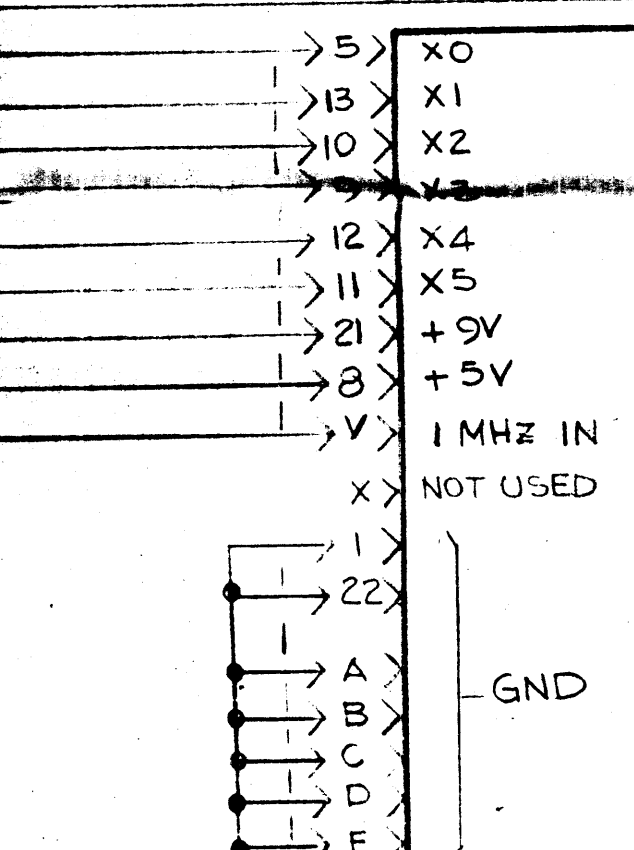 5 X0
13 X1
10 X2
12 X4
11 X5
21 +9V
8 +5V
V 1 MHZ IN
X NOT USED
1
22
A
GND
B
C
D